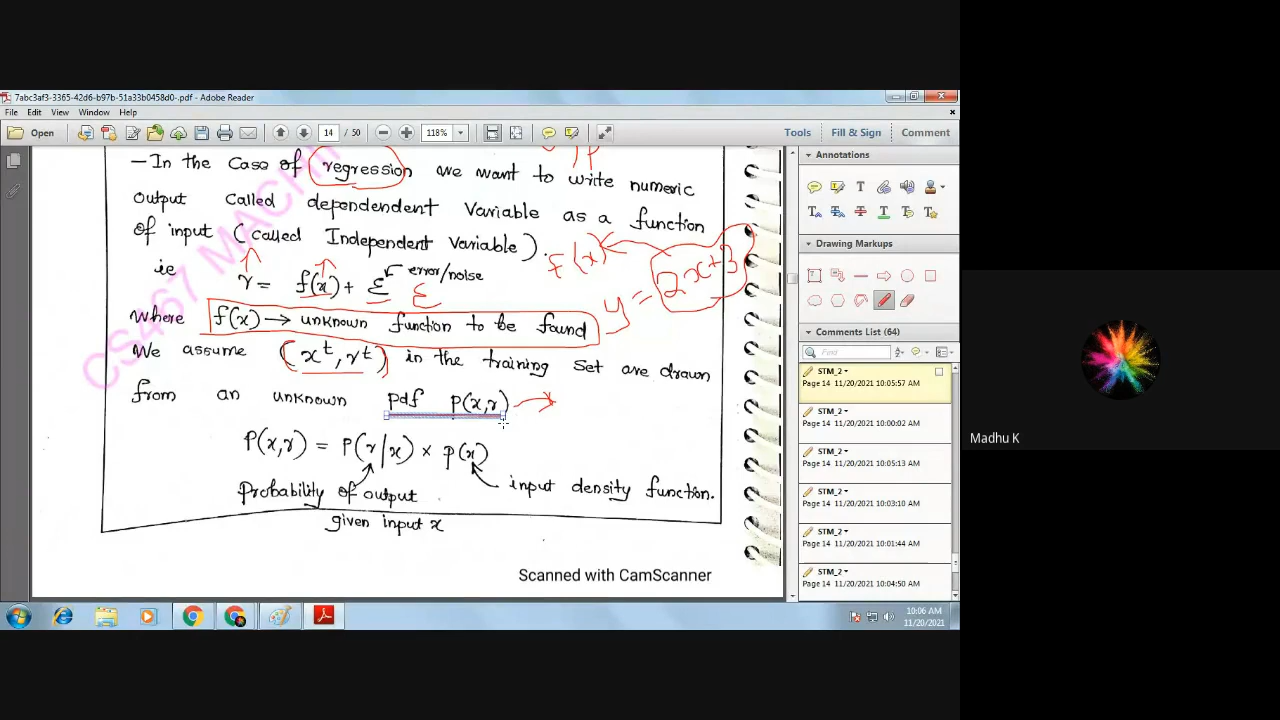 7abc3af3-3365-42d6-b97b-51a33b0458d0-.pdf - Adobe Reader
File Edit View Window Help
Open 14 / 50 118% Tools Fill & Sign Comment
- In the Case of regression we want to write numeric
output called dependendent Variable as a function
of input (called Independent Variable).
ie r = f(x) + Ɛ error/noise
Ɛ
f(x)
y = 2x+3
where f(x) → unknown function to be found
We assume (xᵗ, rᵗ) in the training set are drawn
from an unknown pdf p(x,r) →
P(x,r) = P(r|x) × P(x)
Probability of output
given input x
input density function.
CS467 MACHI
Scanned with CamScanner
Annotations
Drawing Markups
Comments List (64)
Find
STM_2
Page 14 11/20/2021 10:05:57 AM
STM_2
Page 14 11/20/2021 10:00:02 AM
STM_2
Page 14 11/20/2021 10:05:13 AM
STM_2
Page 14 11/20/2021 10:03:10 AM
STM_2
Page 14 11/20/2021 10:01:44 AM
STM_2
Page 14 11/20/2021 10:04:50 AM
10:06 AM
11/20/2021
Madhu K